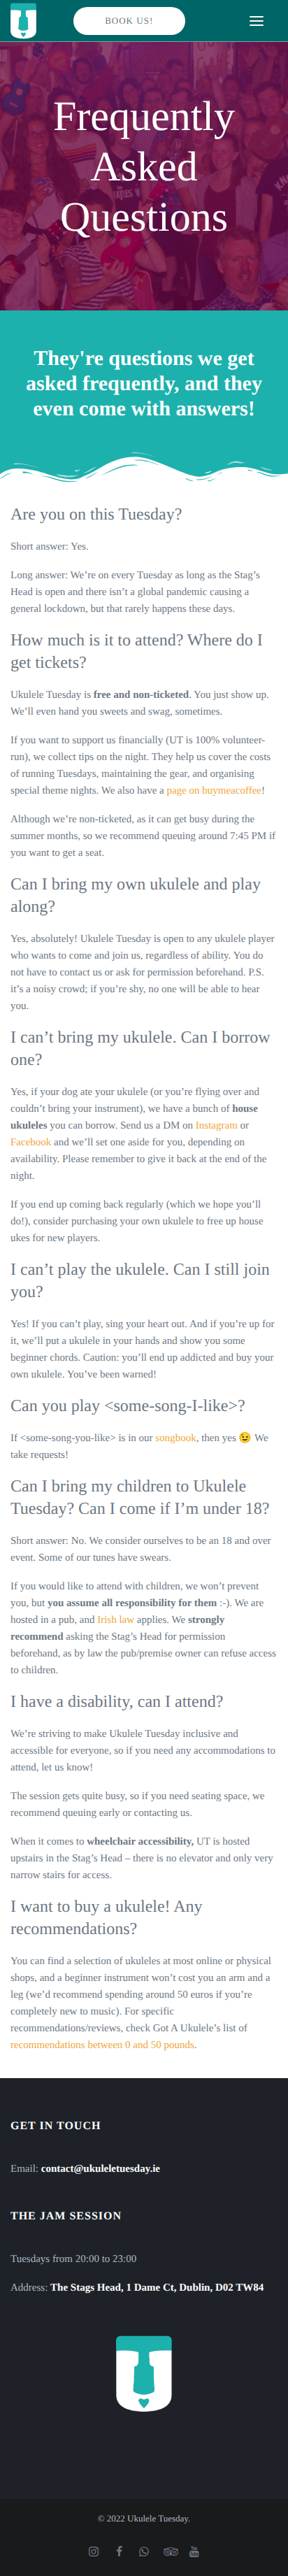 BOOK US!
Frequently
Asked
Questions
They're questions we get
asked frequently, and they
even come with answers!
Are you on this Tuesday?
Short answer: Yes.
Long answer: We’re on every Tuesday as long as the Stag’s
Head is open and there isn’t a global pandemic causing a
general lockdown, but that rarely happens these days.
How much is it to attend? Where do I
get tickets?
Ukulele Tuesday is free and non-ticketed. You just show up.
We’ll even hand you sweets and swag, sometimes.
If you want to support us financially (UT is 100% volunteer-
run), we collect tips on the night. They help us cover the costs
of running Tuesdays, maintaining the gear, and organising
special theme nights. We also have a page on buymeacoffee!
Although we’re non-ticketed, as it can get busy during the
summer months, so we recommend queuing around 7:45 PM if
you want to get a seat.
Can I bring my own ukulele and play
along?
Yes, absolutely! Ukulele Tuesday is open to any ukulele player
who wants to come and join us, regardless of ability. You do
not have to contact us or ask for permission beforehand. P.S.
it’s a noisy crowd; if you’re shy, no one will be able to hear
you.
I can’t bring my ukulele. Can I borrow
one?
Yes, if your dog ate your ukulele (or you’re flying over and
couldn’t bring your instrument), we have a bunch of house
ukuleles you can borrow. Send us a DM on Instagram or
Facebook and we’ll set one aside for you, depending on
availability. Please remember to give it back at the end of the
night.
If you end up coming back regularly (which we hope you’ll
do!), consider purchasing your own ukulele to free up house
ukes for new players.
I can’t play the ukulele. Can I still join
you?
Yes! If you can’t play, sing your heart out. And if you’re up for
it, we’ll put a ukulele in your hands and show you some
beginner chords. Caution: you’ll end up addicted and buy your
own ukulele. You’ve been warned!
Can you play <some-song-I-like>?
If <some-song-you-like> is in our songbook, then yes 😉 We
take requests!
Can I bring my children to Ukulele
Tuesday? Can I come if I’m under 18?
Short answer: No. We consider ourselves to be an 18 and over
event. Some of our tunes have swears.
If you would like to attend with children, we won’t prevent
you, but you assume all responsibility for them :-). We are
hosted in a pub, and Irish law applies. We strongly
recommend asking the Stag’s Head for permission
beforehand, as by law the pub/premise owner can refuse access
to children.
I have a disability, can I attend?
We’re striving to make Ukulele Tuesday inclusive and
accessible for everyone, so if you need any accommodations to
attend, let us know!
The session gets quite busy, so if you need seating space, we
recommend queuing early or contacting us.
When it comes to wheelchair accessibility, UT is hosted
upstairs in the Stag’s Head – there is no elevator and only very
narrow stairs for access.
I want to buy a ukulele! Any
recommendations?
You can find a selection of ukuleles at most online or physical
shops, and a beginner instrument won’t cost you an arm and a
leg (we’d recommend spending around 50 euros if you’re
completely new to music). For specific
recommendations/reviews, check Got A Ukulele’s list of
recommendations between 0 and 50 pounds.
GET IN TOUCH
Email: contact@ukuleletuesday.ie
THE JAM SESSION
Tuesdays from 20:00 to 23:00
Address: The Stags Head, 1 Dame Ct, Dublin, D02 TW84
© 2022 Ukulele Tuesday.